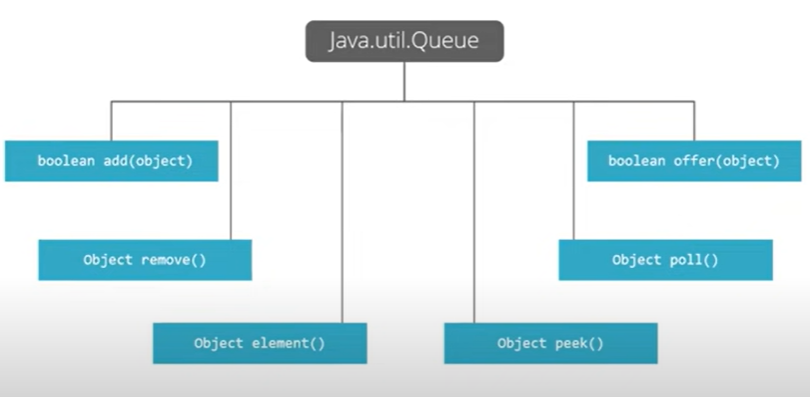 Java.util.Queue
boolean add(object)
boolean offer(object)
Object remove()
Object poll()
Object element()
Object peek()